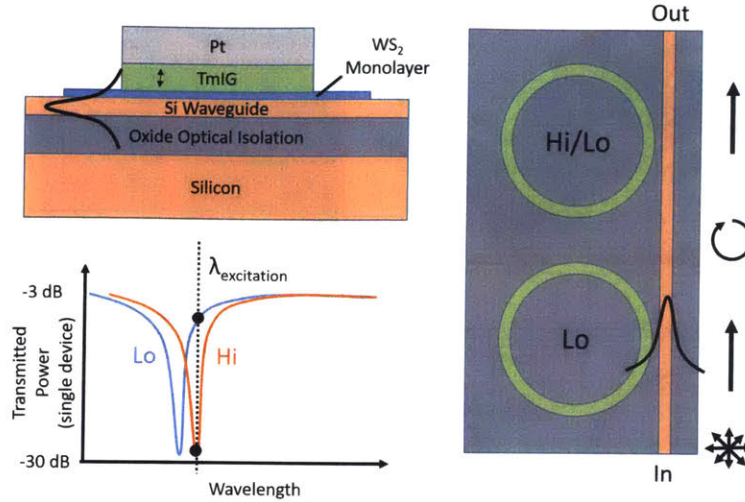 Pt
TmIG
WS₂
Monolayer
Si Waveguide
Oxide Optical Isolation
Silicon
-3 dB
λexcitation
Lo
Hi
Transmitted
Power
(single device)
-30 dB
Wavelength
Out
Hi/Lo
Lo
In